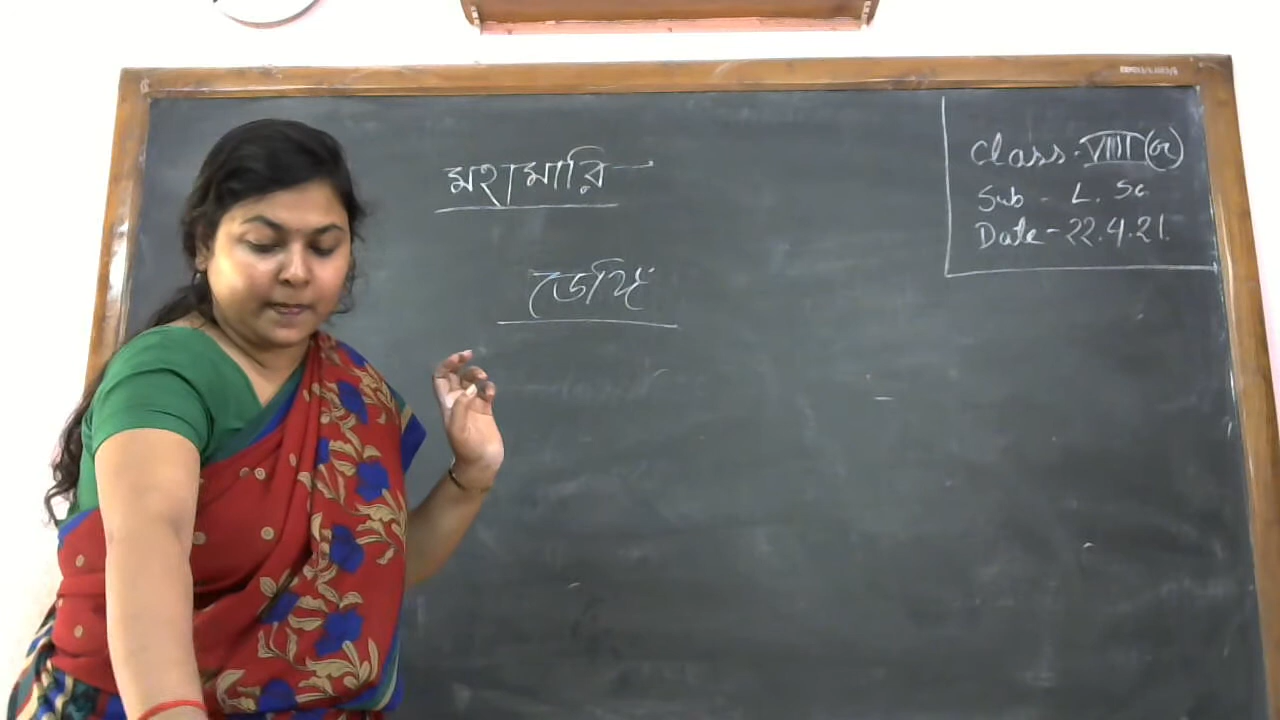 মহামারি -
ডেঙ্গু
Class - VIII
Sub - L. Sc
Date - 22.4.21.